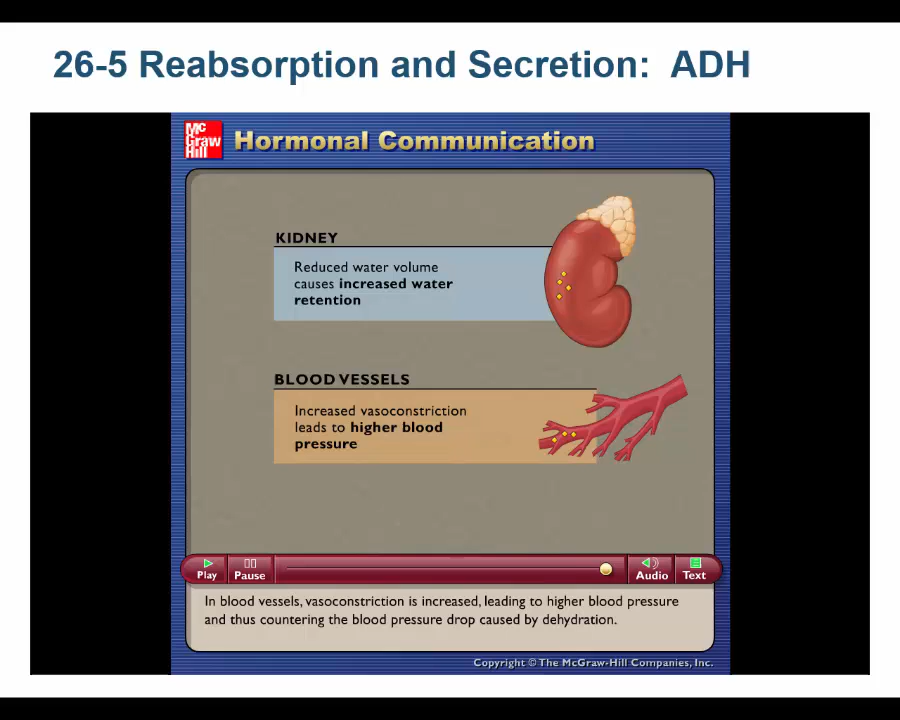 26-5 Reabsorption and Secretion: ADH
Mc
Graw
Hill
Hormonal Communication
KIDNEY
Reduced water volume
causes increased water
retention
BLOOD VESSELS
Increased vasoconstriction
leads to higher blood
pressure
Play
Pause
Audio
Text
In blood vessels, vasoconstriction is increased, leading to higher blood pressure
and thus countering the blood pressure drop caused by dehydration.
Copyright © The McGraw-Hill Companies, Inc.